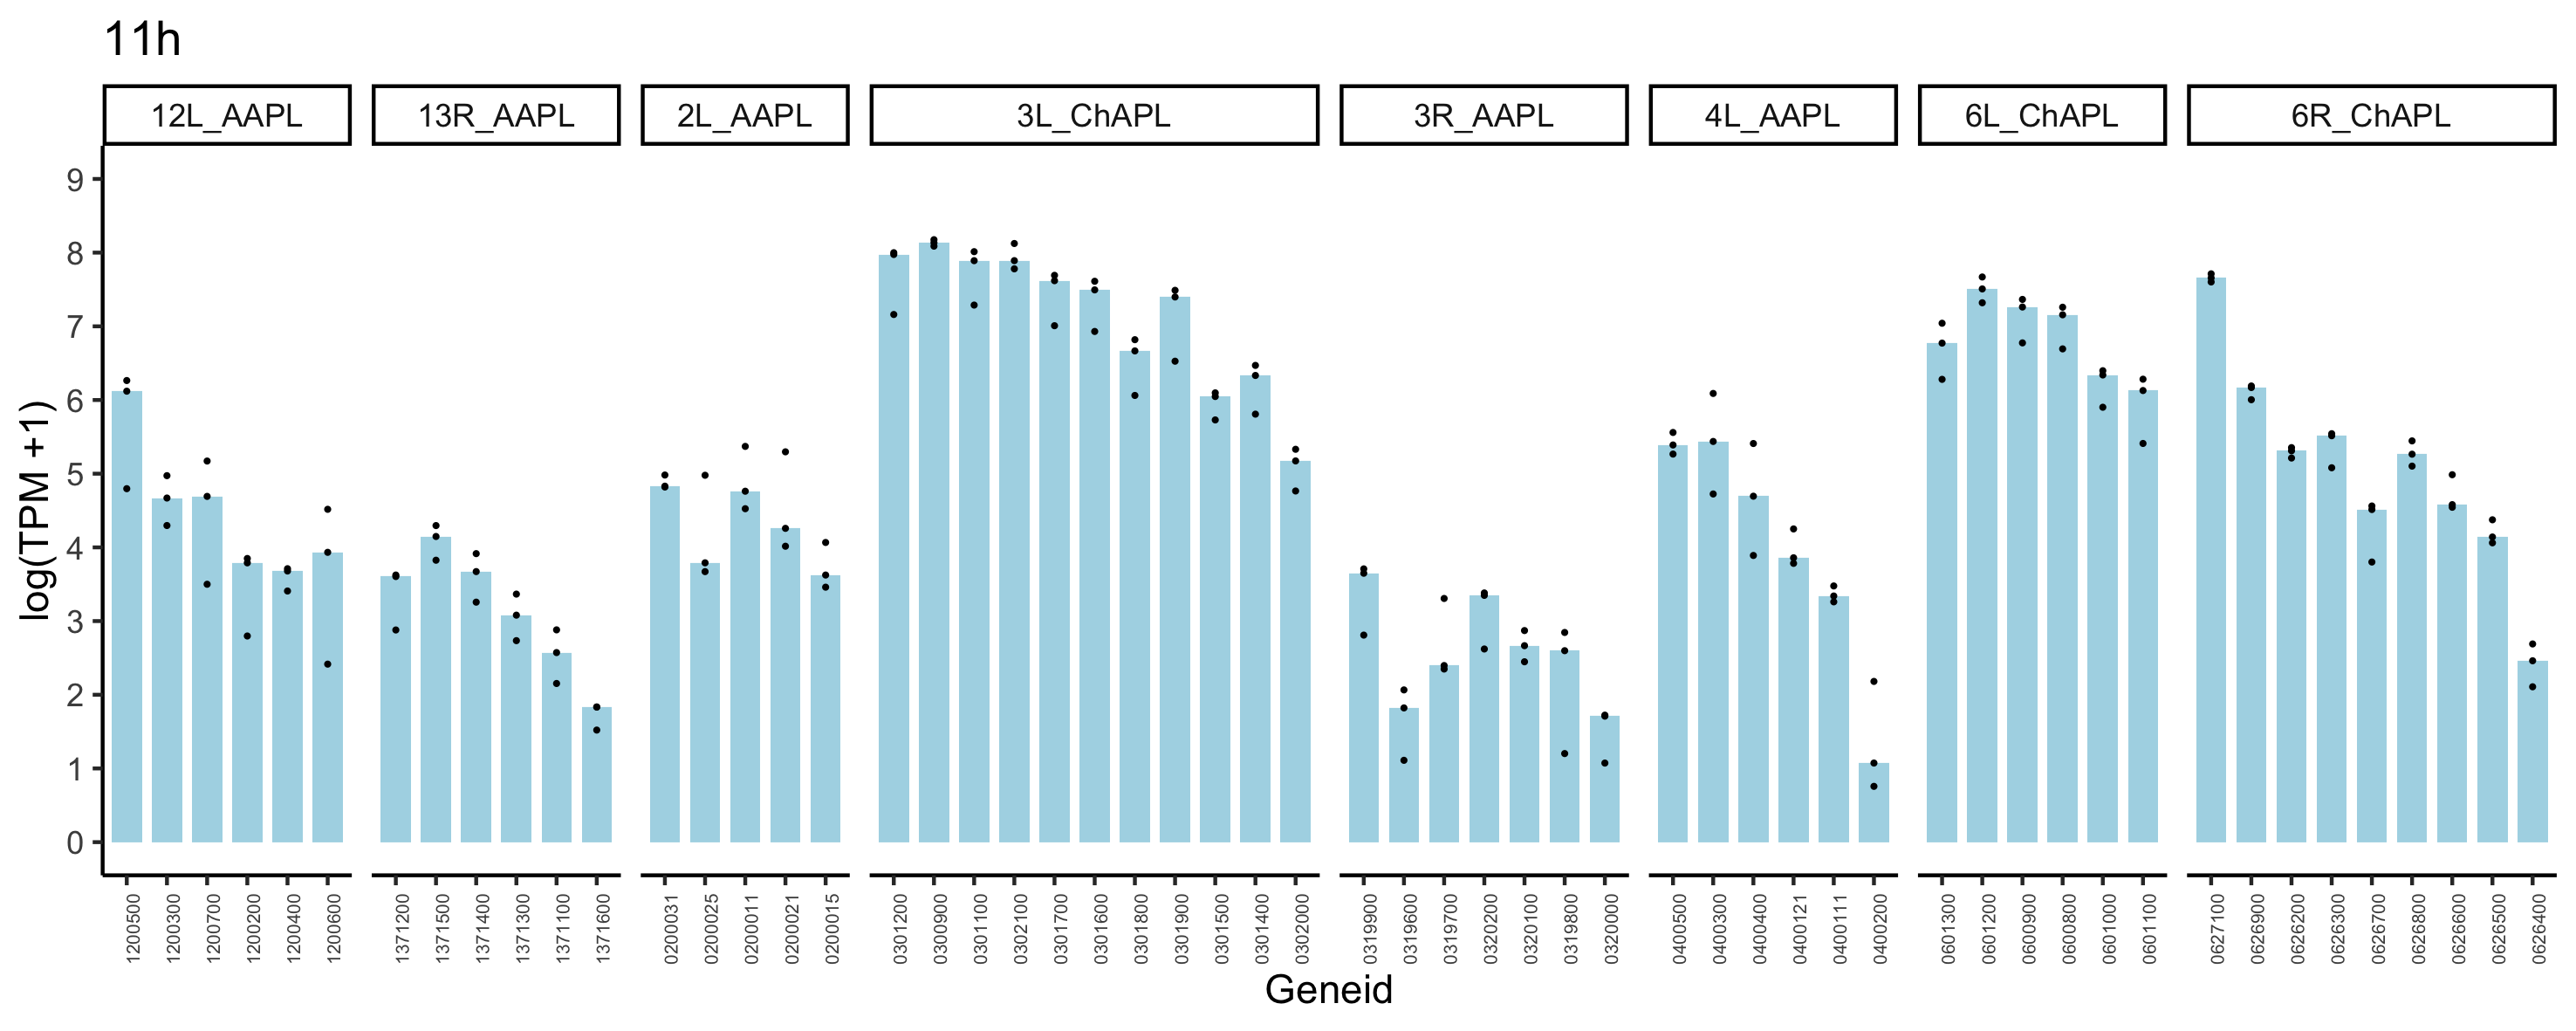 11h
12L_AAPL 13R_AAPL 2L_AAPL 3L_ChAPL 3R_AAPL 4L_AAPL 6L_ChAPL 6R_ChAPL
log(TPM +1)
9
8
7
6
5
4
3
2
1
0
1200500 1200300 1200700 1200200 1200400 1200600 1371200 1371500 1371400 1371300 1371100 1371600 0200031 0200025 0200011 0200021 0200015 0301200 0300900 0301100 0302100 0301700 0301600 0301800 0301900 0301500 0301400 0302000 0319900 0319600 0319700 0320200 0320100 0319800 0320000 0400500 0400300 0400400 0400121 0400111 0400200 0601300 0601200 0600900 0600800 0601000 0601100 0627100 0626900 0626200 0626300 0626700 0626800 0626600 0626500 0626400
Geneid